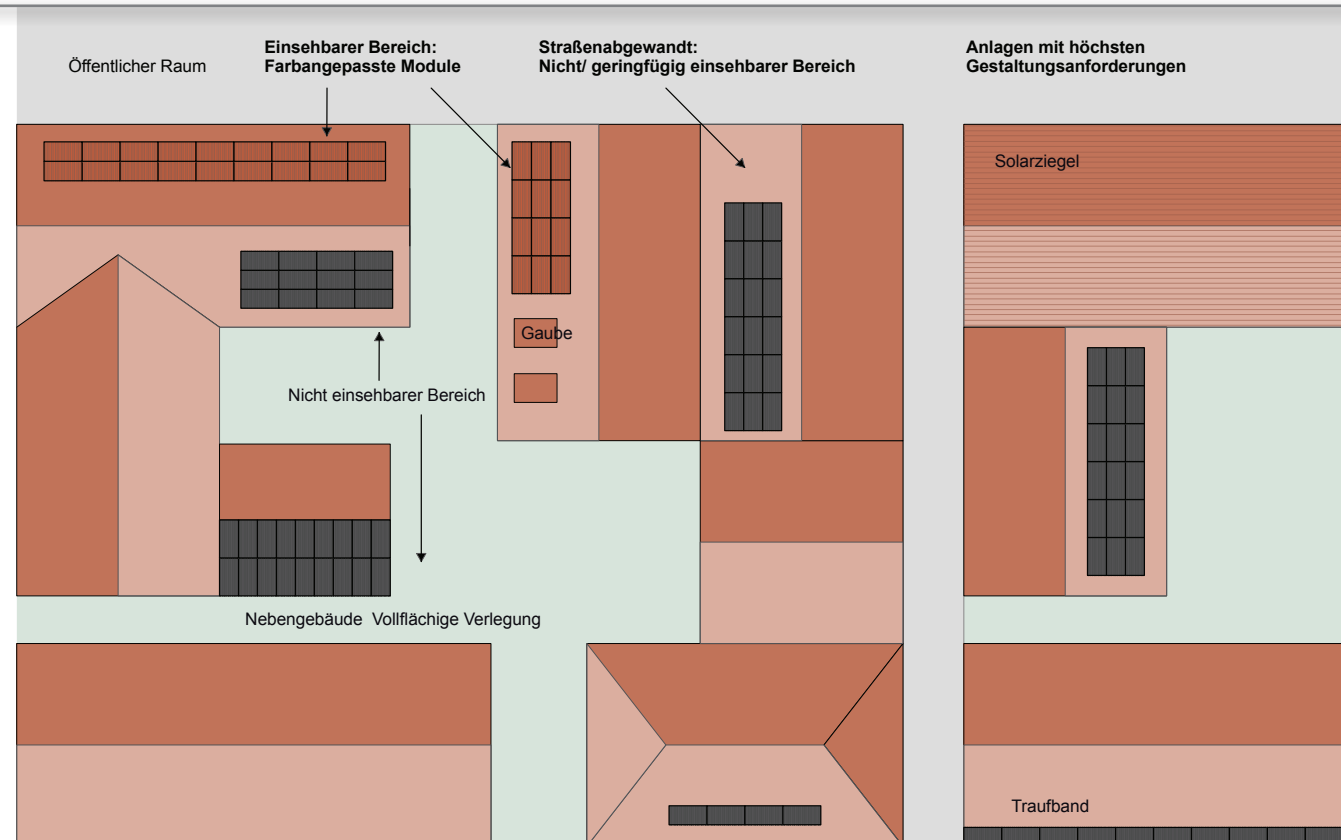 Öffentlicher Raum
Einsehbarer Bereich:
Farbangepasste Module
Straßenabgewandt:
Nicht/ geringfügig einsehbarer Bereich
Anlagen mit höchsten
Gestaltungsanforderungen
Solarziegel
Gaube
Nicht einsehbarer Bereich
Nebengebäude Vollflächige Verlegung
Traufband